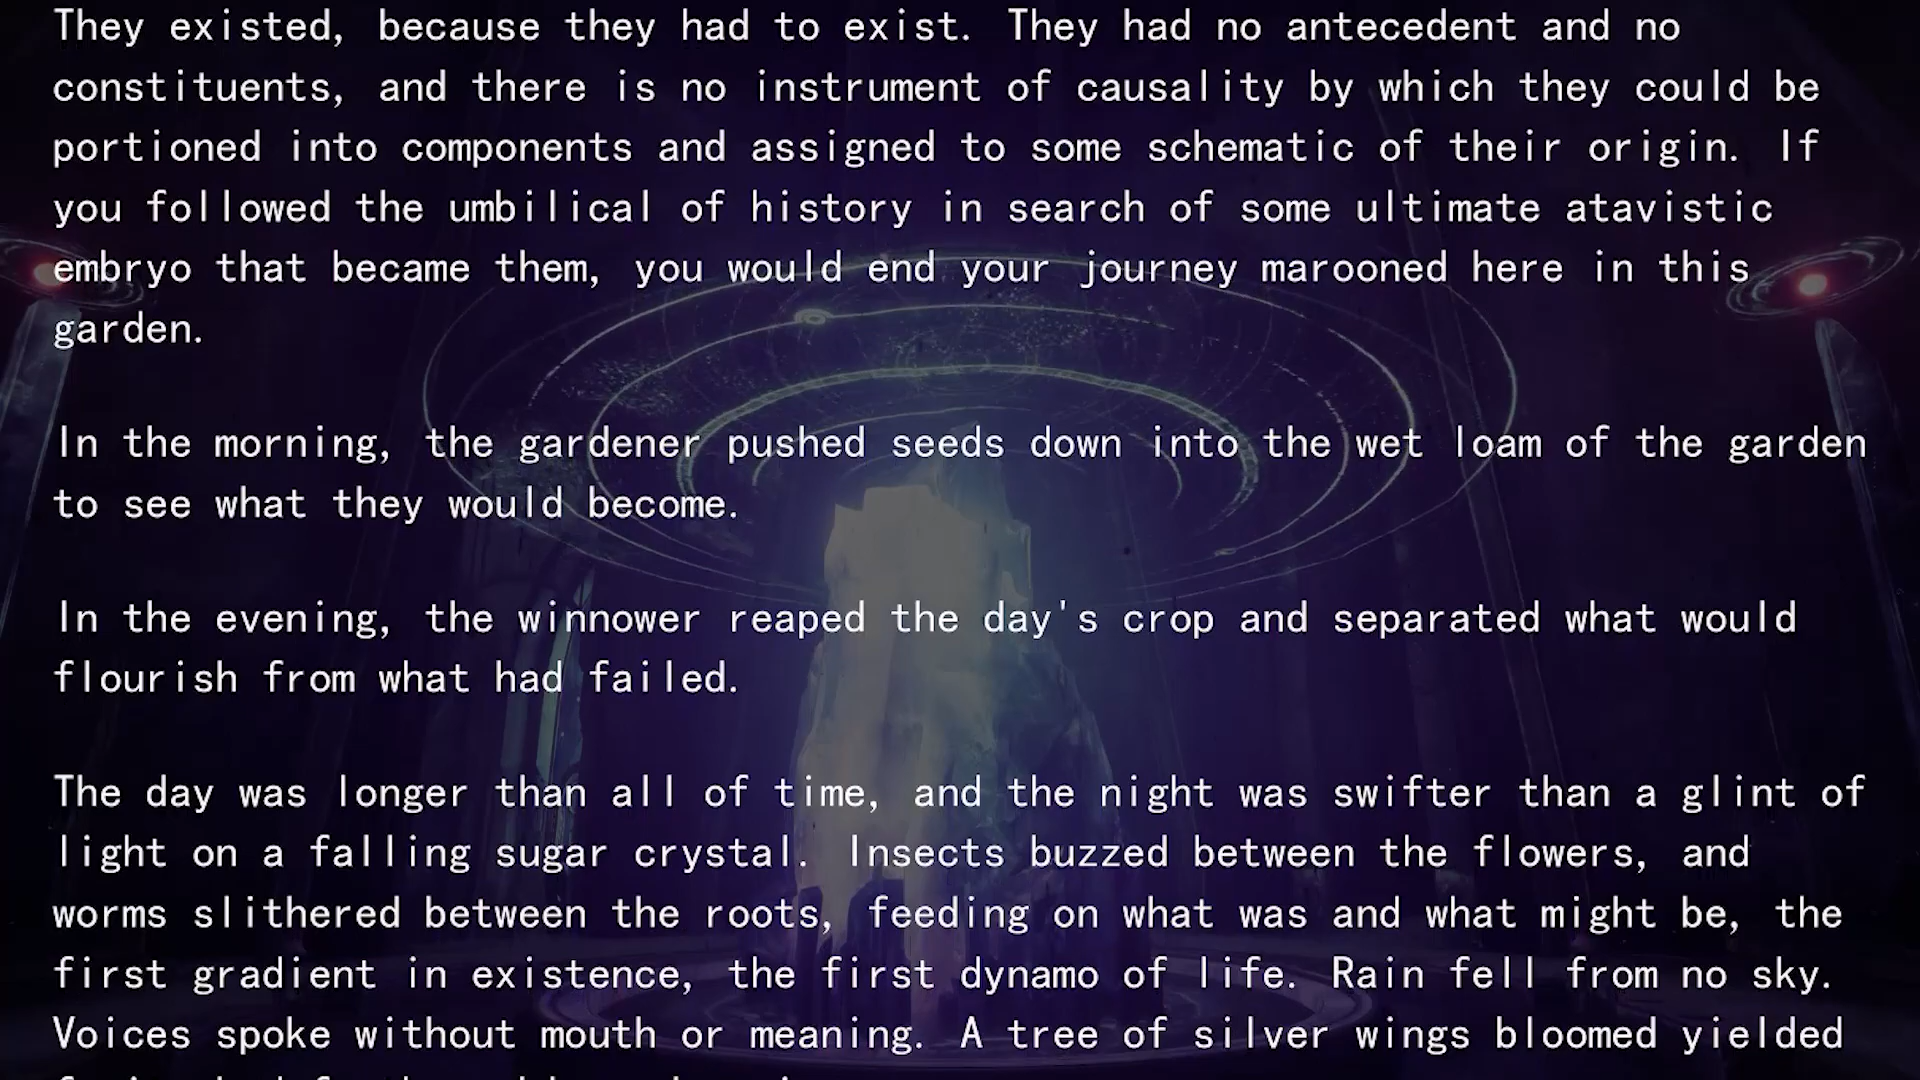 They existed, because they had to exist. They had no antecedent and no
constituents, and there is no instrument of causality by which they could be
portioned into components and assigned to some schematic of their origin. If
you followed the umbilical of history in search of some ultimate atavistic
embryo that became them, you would end your journey marooned here in this
garden.
In the morning, the gardener pushed seeds down into the wet loam of the garden
to see what they would become.
In the evening, the winnower reaped the day's crop and separated what would
flourish from what had failed.
The day was longer than all of time, and the night was swifter than a glint of
light on a falling sugar crystal. Insects buzzed between the flowers, and
worms slithered between the roots, feeding on what was and what might be, the
first gradient in existence, the first dynamo of life. Rain fell from no sky.
Voices spoke without mouth or meaning. A tree of silver wings bloomed yielded